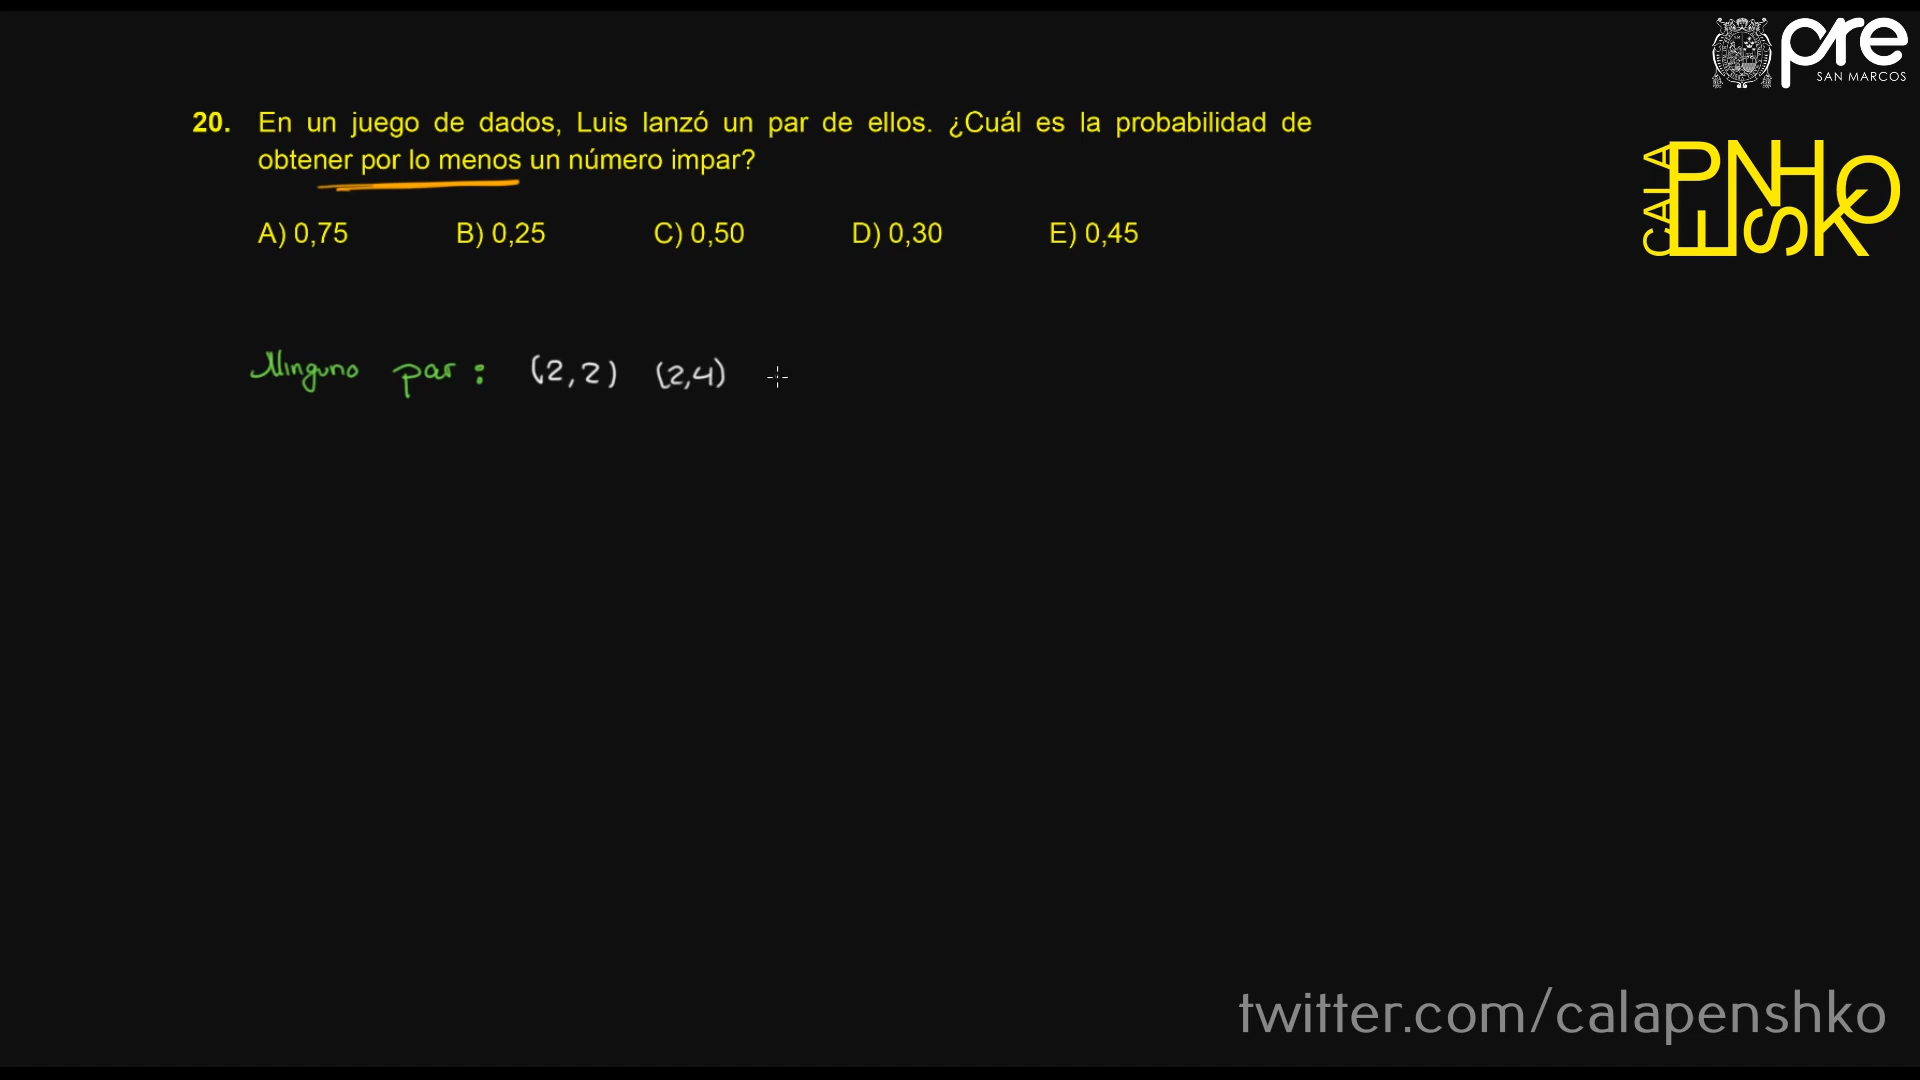 pre
SAN MARCOS
20. En un juego de dados, Luis lanzó un par de ellos. ¿Cuál es la probabilidad de
obtener por lo menos un número impar?
A) 0,75 B) 0,25 C) 0,50 D) 0,30 E) 0,45
CALA
PENSHKO
Ninguno par : (2,2) (2,4)
twitter.com/calapenshko